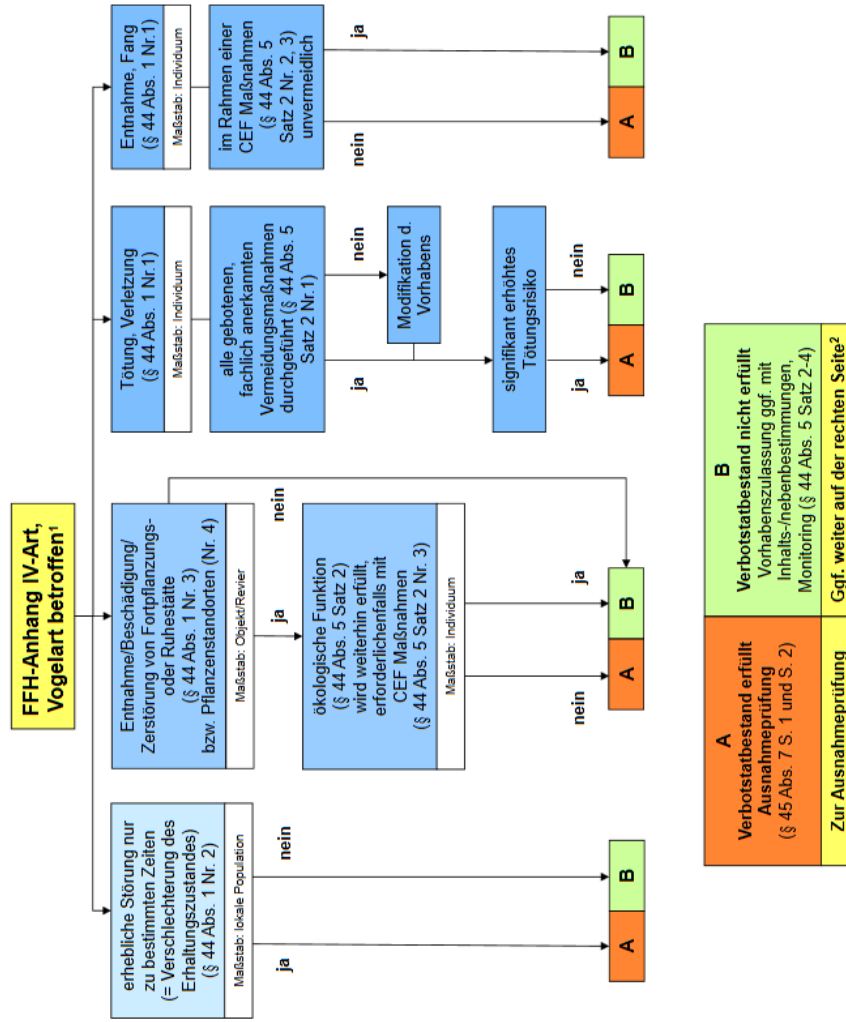 FFH-Anhang IV-Art,
Vogelart betroffen¹
erhebliche Störung nur
zu bestimmten Zeiten
(= Verschlechterung des
Erhaltungszustandes)
(§ 44 Abs. 1 Nr. 2)
Maßstab: lokale Population
ja
nein
A
B
Entnahme/Beschädigung/
Zerstörung von Fortpflanzungs-
oder Ruhestätte
(§ 44 Abs. 1 Nr. 3)
bzw. Pflanzenstandorten (Nr. 4)
Maßstab: Objekt/Revier
ja
nein
ökologische Funktion
(§ 44 Abs. 5 Satz 2)
wird weiterhin erfüllt,
erforderlichenfalls mit
CEF Maßnahmen
(§ 44 Abs. 5 Satz 2 Nr. 3)
Maßstab: Individuum
nein
ja
A
B
Tötung, Verletzung
(§ 44 Abs. 1 Nr.1)
Maßstab: Individuum
alle gebotenen,
fachlich anerkannten
Vermeidungsmaßnahmen
durchgeführt (§ 44 Abs. 5
Satz 2 Nr.1)
ja
nein
Modifikation d.
Vorhabens
signifikant erhöhtes
Tötungsrisiko
ja
nein
A
B
Entnahme, Fang
(§ 44 Abs. 1 Nr.1)
Maßstab: Individuum
im Rahmen einer
CEF Maßnahmen
(§ 44 Abs. 5
Satz 2 Nr. 2, 3)
unvermeidlich
nein
ja
A
B
A
Verbotstatbestand erfüllt
Ausnahmeprüfung
(§ 45 Abs. 7 S. 1 und S. 2)
Zur Ausnahmeprüfung
B
Verbotstatbestand nicht erfüllt
Vorhabenszulassung ggf. mit
Inhalts-/nebenbestimmungen,
Monitoring (§ 44 Abs. 5 Satz 2-4)
Ggf. weiter auf der rechten Seite²